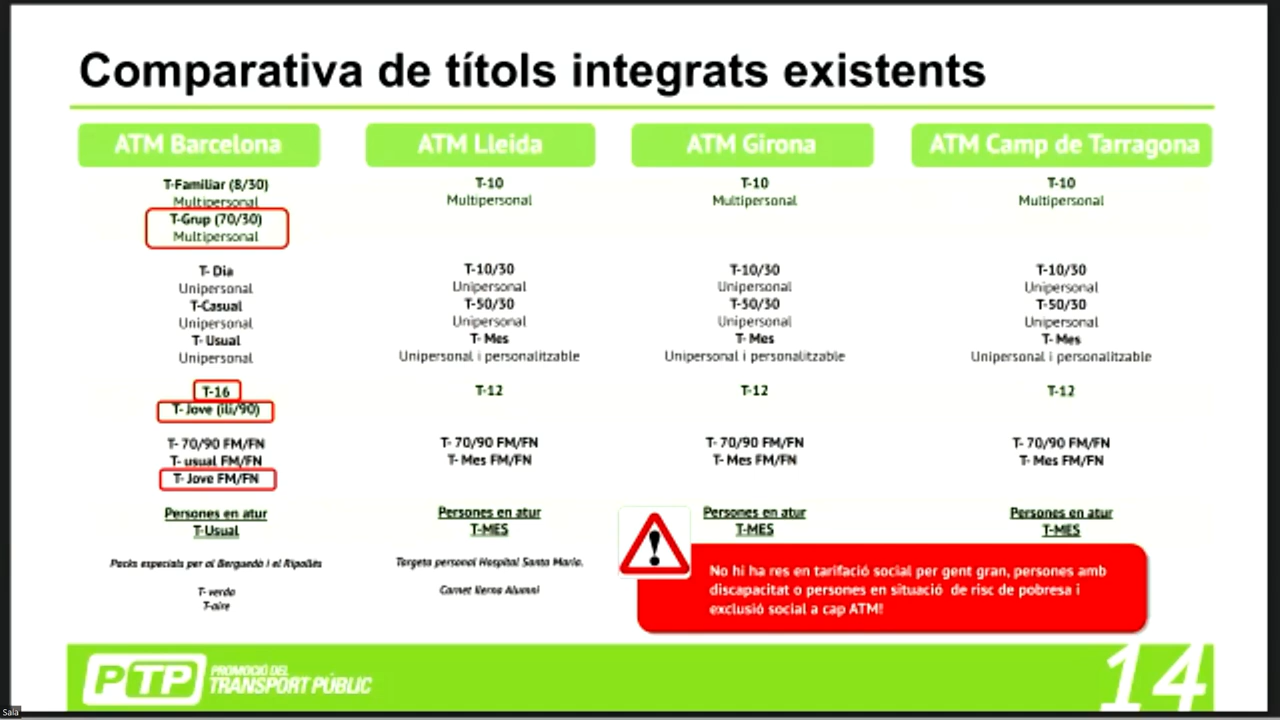 Comparativa de títols integrats existents
ATM Barcelona
T-Familiar (8/30)
Multipersonal
T-Grup (70/30)
Multipersonal
T- Dia
Unipersonal
T-Casual
Unipersonal
T- Usual
Unipersonal
T-16
T- Jove (ili/90)
T- 70/90 FM/FN
T- usual FM/FN
T- Jove FM/FN
Persones en atur
T-Usual
Packs especials per al Berguedà i el Ripollès
T- verda
T-aire
ATM Lleida
T-10
Multipersonal
T-10/30
Unipersonal
T-50/30
Unipersonal
T- Mes
Unipersonal i personalitzable
T-12
T- 70/90 FM/FN
T- Mes FM/FN
Persones en atur
T-MES
Targeta personal Hospital Santa Maria.
Carnet Ilerna Alumni
ATM Girona
T-10
Multipersonal
T-10/30
Unipersonal
T-50/30
Unipersonal
T- Mes
Unipersonal i personalitzable
T-12
T- 70/90 FM/FN
T- Mes FM/FN
Persones en atur
T-MES
ATM Camp de Tarragona
T-10
Multipersonal
T-10/30
Unipersonal
T-50/30
Unipersonal
T- Mes
Unipersonal i personalitzable
T-12
T- 70/90 FM/FN
T- Mes FM/FN
Persones en atur
T-MES
No hi ha res en tarifació social per gent gran, persones amb
discapacitat o persones en situació de risc de pobresa i
exclusió social a cap ATM!
PTP
PROMOCIÓ DEL
TRANSPORT PÚBLIC
14
Sala